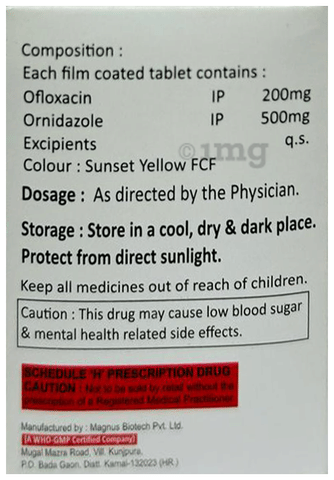 Composition :
Each film coated tablet contains :
Ofloxacin IP 200mg
Ornidazole IP 500mg
Excipients q.s.
Colour : Sunset Yellow FCF
©1mg
Dosage : As directed by the Physician.
Storage : Store in a cool, dry & dark place.
Protect from direct sunlight.
Keep all medicines out of reach of children.
Caution : This drug may cause low blood sugar
& mental health related side effects.
SCHEDULE 'H' PRESCRIPTION DRUG
CAUTION : Not to be sold by retail without the
prescription of a Registered Medical Practitioner.
Manufactured by : Magnus Biotech Pvt. Ltd.
[A WHO-GMP Certified Company]
Mugal Mazra Road, Vill. Kunjpura,
P.O. Bada Gaon. Distt. Karnal-132023 (HR.)